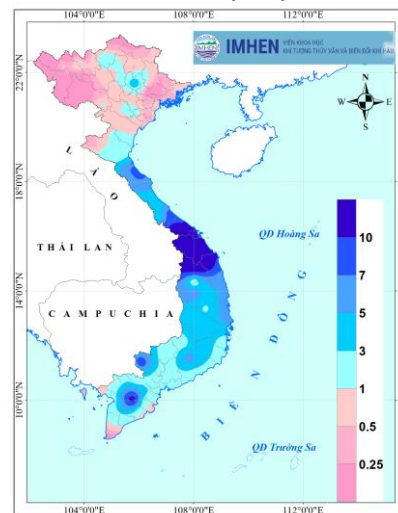 104°0'0"E 108°0'0"E 112°0'0"E
IMHEN VIỆN KHOA HỌC
KHÍ TƯỢNG THỦY VĂN VÀ BIẾN ĐỔI KHÍ HẬU
22°0'0"N
N
W E
S
LÀO
18°0'0"N
QĐ Hoàng Sa
THÁI LAN
10
7
14°0'0"N
5
CAMPUCHIA
3
BIỂN ĐÔNG
1
10°0'0"N
0.5
QĐ Trường Sa
0.25
104°0'0"E 108°0'0"E 112°0'0"E